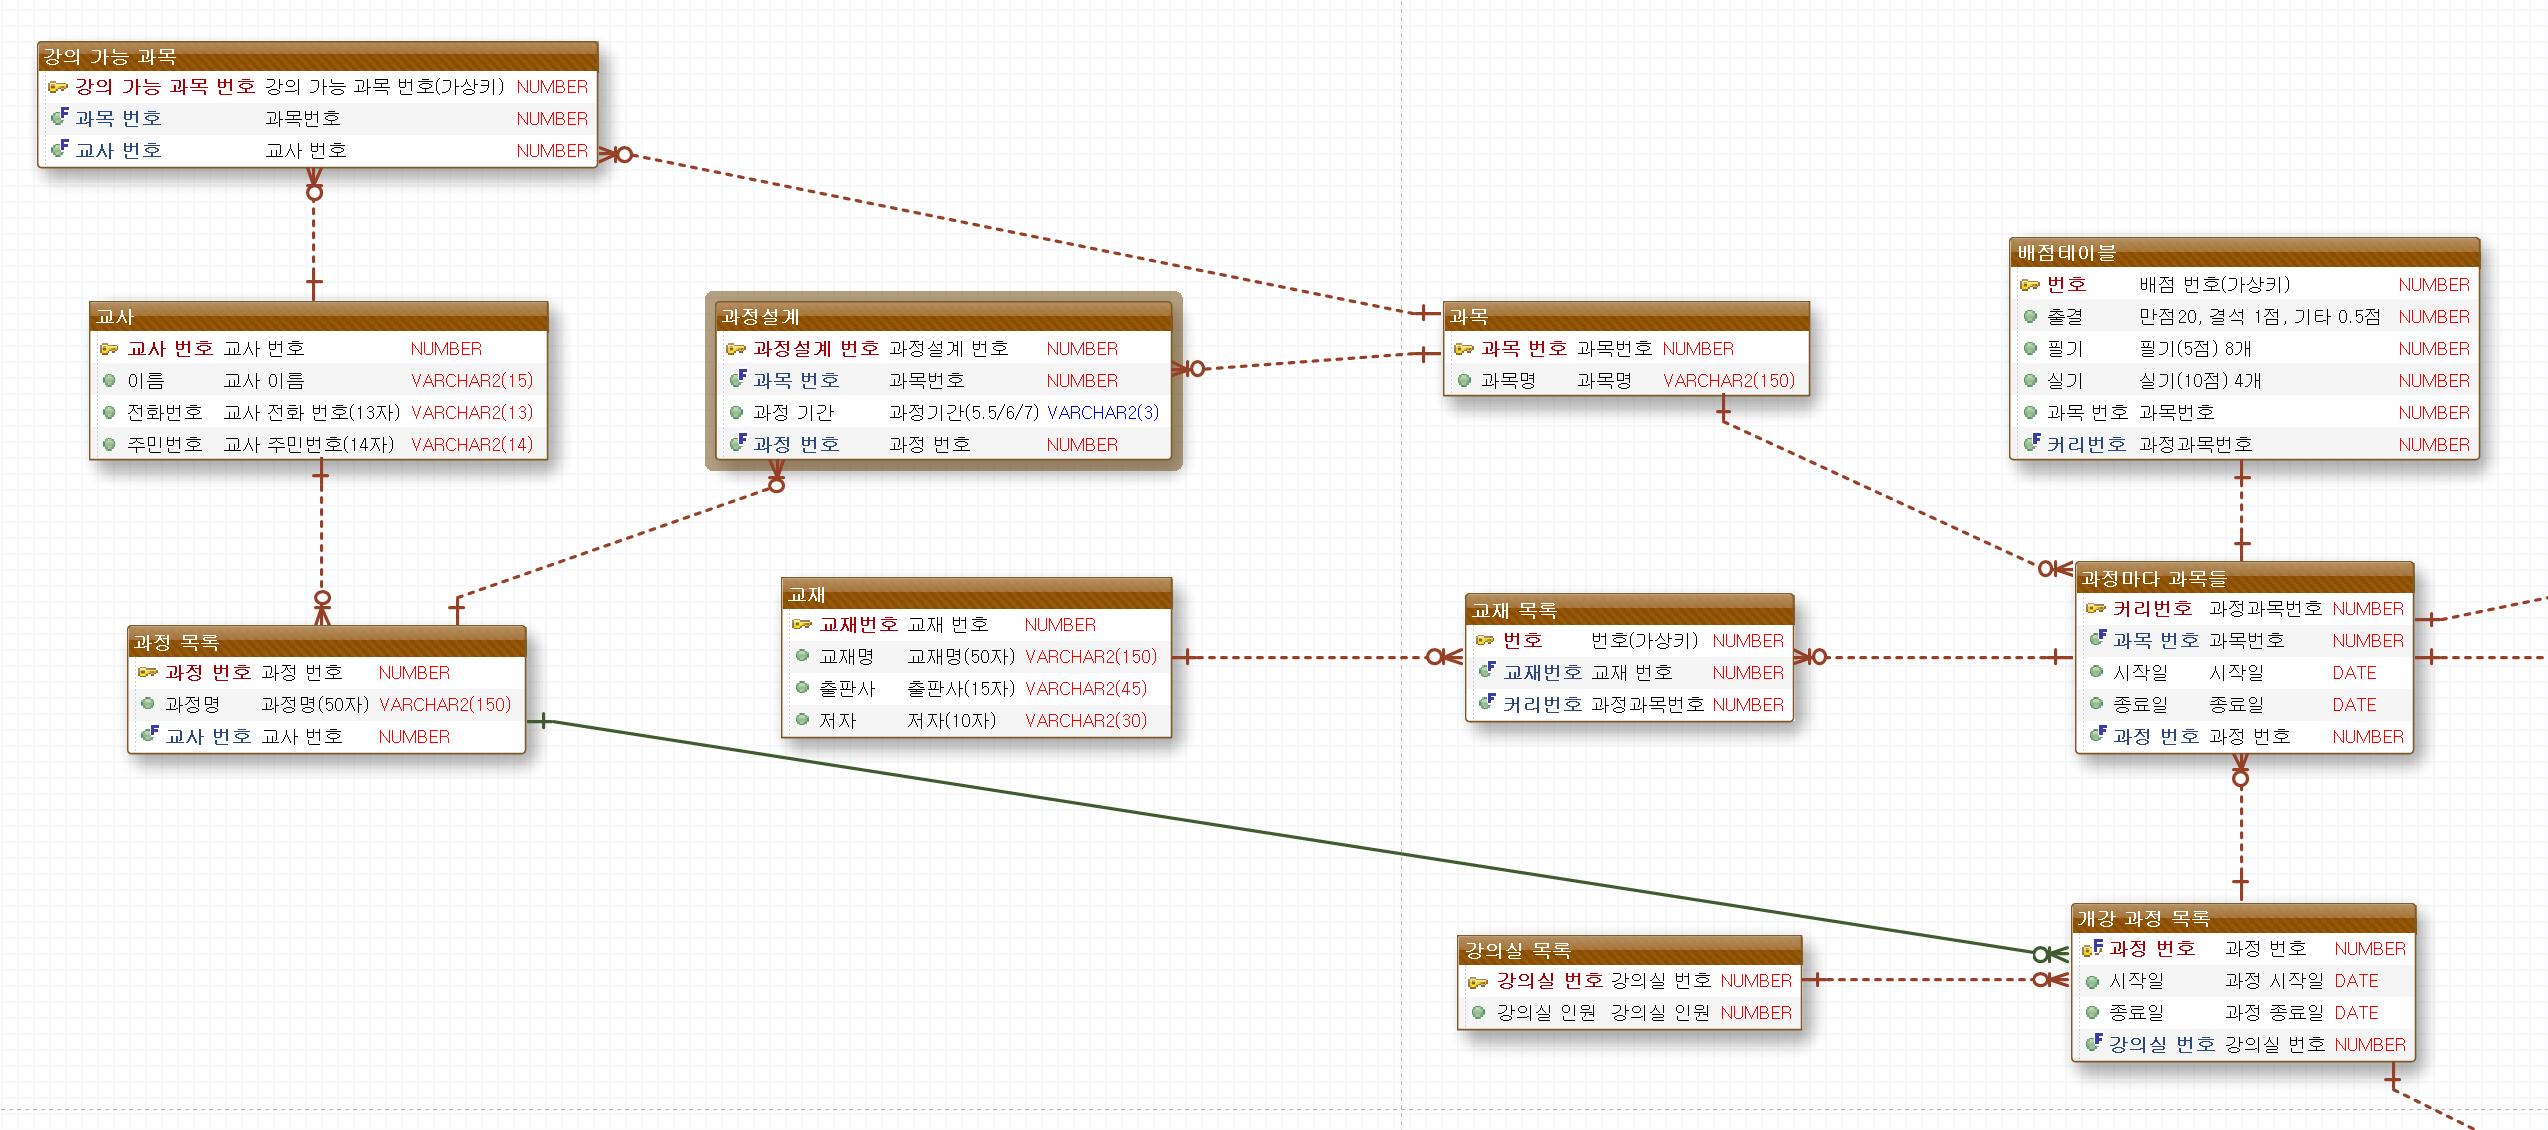 강의 가능 과목
강의 가능 과목 번호 강의 가능 과목 번호(가상키) NUMBER
과목 번호 과목번호 NUMBER
교사 번호 교사 번호 NUMBER
교사
교사 번호 교사 번호 NUMBER
이름 교사 이름 VARCHAR2(15)
전화번호 교사 전화 번호(13자) VARCHAR2(13)
주민번호 교사 주민번호(14자) VARCHAR2(14)
과정설계
과정설계 번호 과정설계 번호 NUMBER
과목 번호 과목번호 NUMBER
과정 기간 과정기간(5.5/6/7) VARCHAR2(3)
과정 번호 과정 번호 NUMBER
과목
과목 번호 과목번호 NUMBER
과목명 과목명 VARCHAR2(150)
배점테이블
번호 배점 번호(가상키) NUMBER
출결 만점20, 결석 1점, 기타 0.5점 NUMBER
필기 필기(5점) 8개 NUMBER
실기 실기(10점) 4개 NUMBER
과목 번호 과목번호 NUMBER
커리번호 과정과목번호 NUMBER
과정 목록
과정 번호 과정 번호 NUMBER
과정명 과정명(50자) VARCHAR2(150)
교사 번호 교사 번호 NUMBER
교재
교재번호 교재 번호 NUMBER
교재명 교재명(50자) VARCHAR2(150)
출판사 출판사(15자) VARCHAR2(45)
저자 저자(10자) VARCHAR2(30)
교재 목록
번호 번호(가상키) NUMBER
교재번호 교재 번호 NUMBER
커리번호 과정과목번호 NUMBER
과정마다 과목들
커리번호 과정과목번호 NUMBER
과목 번호 과목번호 NUMBER
시작일 시작일 DATE
종료일 종료일 DATE
과정 번호 과정 번호 NUMBER
강의실 목록
강의실 번호 강의실 번호 NUMBER
강의실 인원 강의실 인원 NUMBER
개강 과정 목록
과정 번호 과정 번호 NUMBER
시작일 과정 시작일 DATE
종료일 과정 종료일 DATE
강의실 번호 강의실 번호 NUMBER